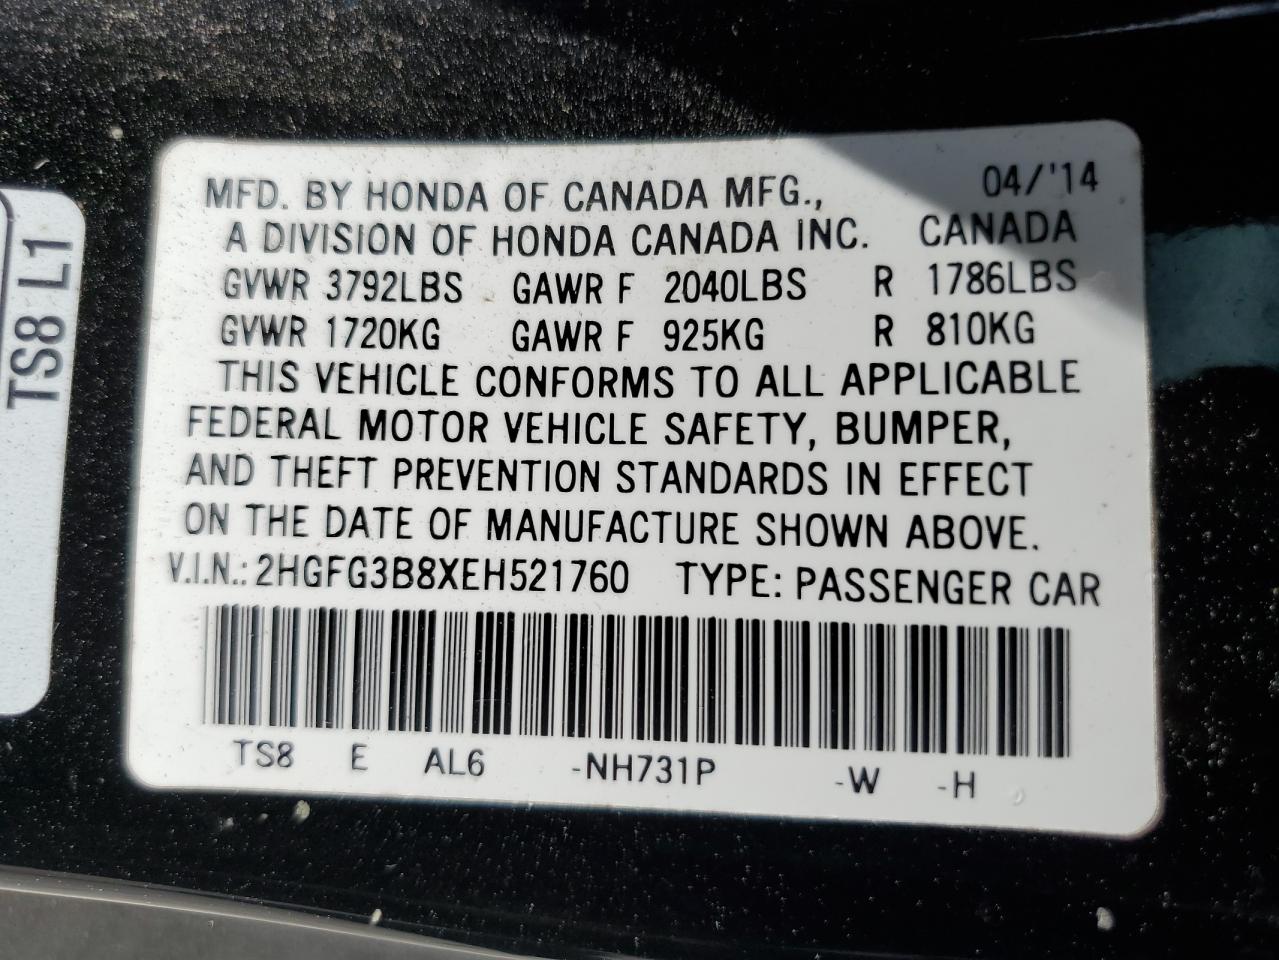 MFD. BY HONDA OF CANADA MFG., 04/'14
A DIVISION OF HONDA CANADA INC. CANADA
GVWR 3792LBS GAWR F 2040LBS R 1786LBS
GVWR 1720KG GAWR F 925KG R 810KG
THIS VEHICLE CONFORMS TO ALL APPLICABLE
FEDERAL MOTOR VEHICLE SAFETY, BUMPER,
AND THEFT PREVENTION STANDARDS IN EFFECT
ON THE DATE OF MANUFACTURE SHOWN ABOVE.
V.I.N.: 2HGFG3B8XEH521760 TYPE: PASSENGER CAR
TS8 E AL6 -NH731P -W -H
TS8 L1